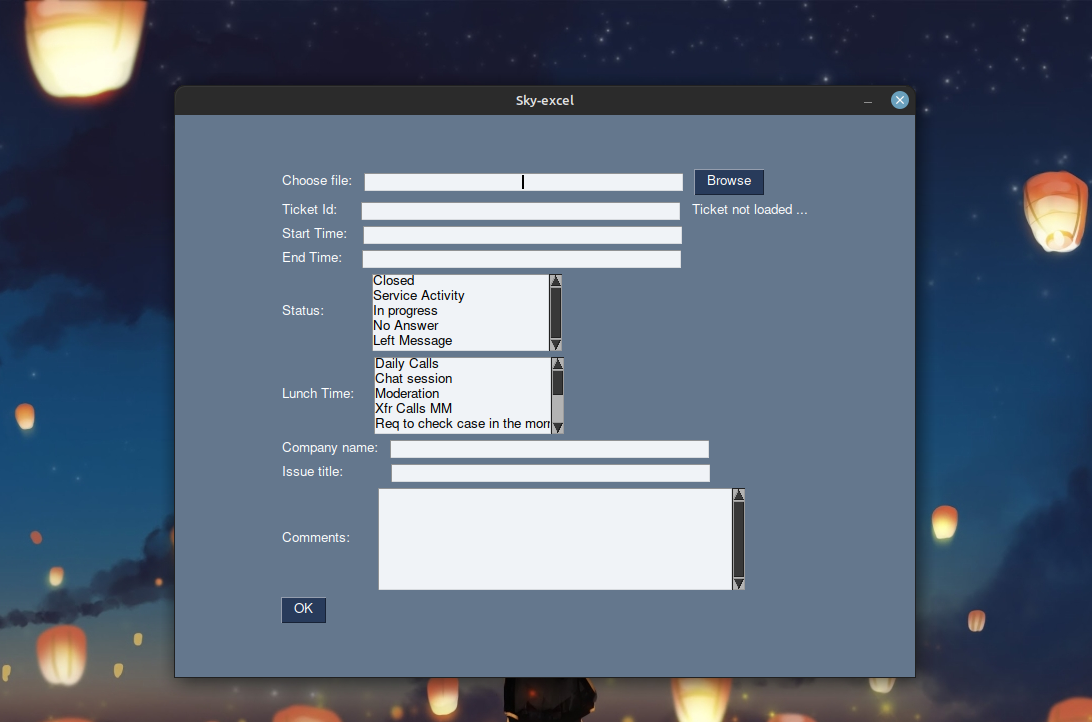 Sky-excel
Choose file:
Browse
Ticket Id:
Ticket not loaded ...
Start Time:
End Time:
Status:
Closed
Service Activity
In progress
No Answer
Left Message
Lunch Time:
Daily Calls
Chat session
Moderation
Xfr Calls MM
Req to check case in the morr
Company name:
Issue title:
Comments:
OK